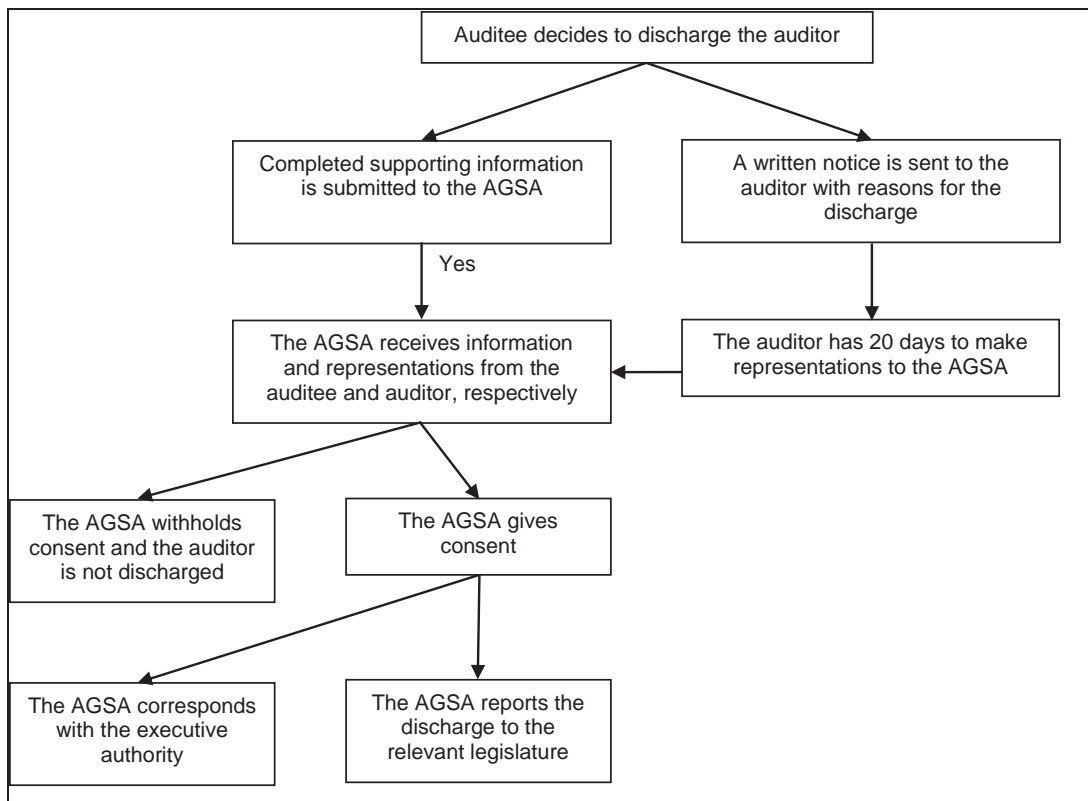 Auditee decides to discharge the auditor
Completed supporting information
is submitted to the AGSA
A written notice is sent to the
auditor with reasons for the
discharge
Yes
The AGSA receives information
and representations from the
auditee and auditor, respectively
The auditor has 20 days to make
representations to the AGSA
The AGSA withholds
consent and the auditor
is not discharged
The AGSA gives
consent
The AGSA corresponds
with the executive
authority
The AGSA reports the
discharge to the
relevant legislature